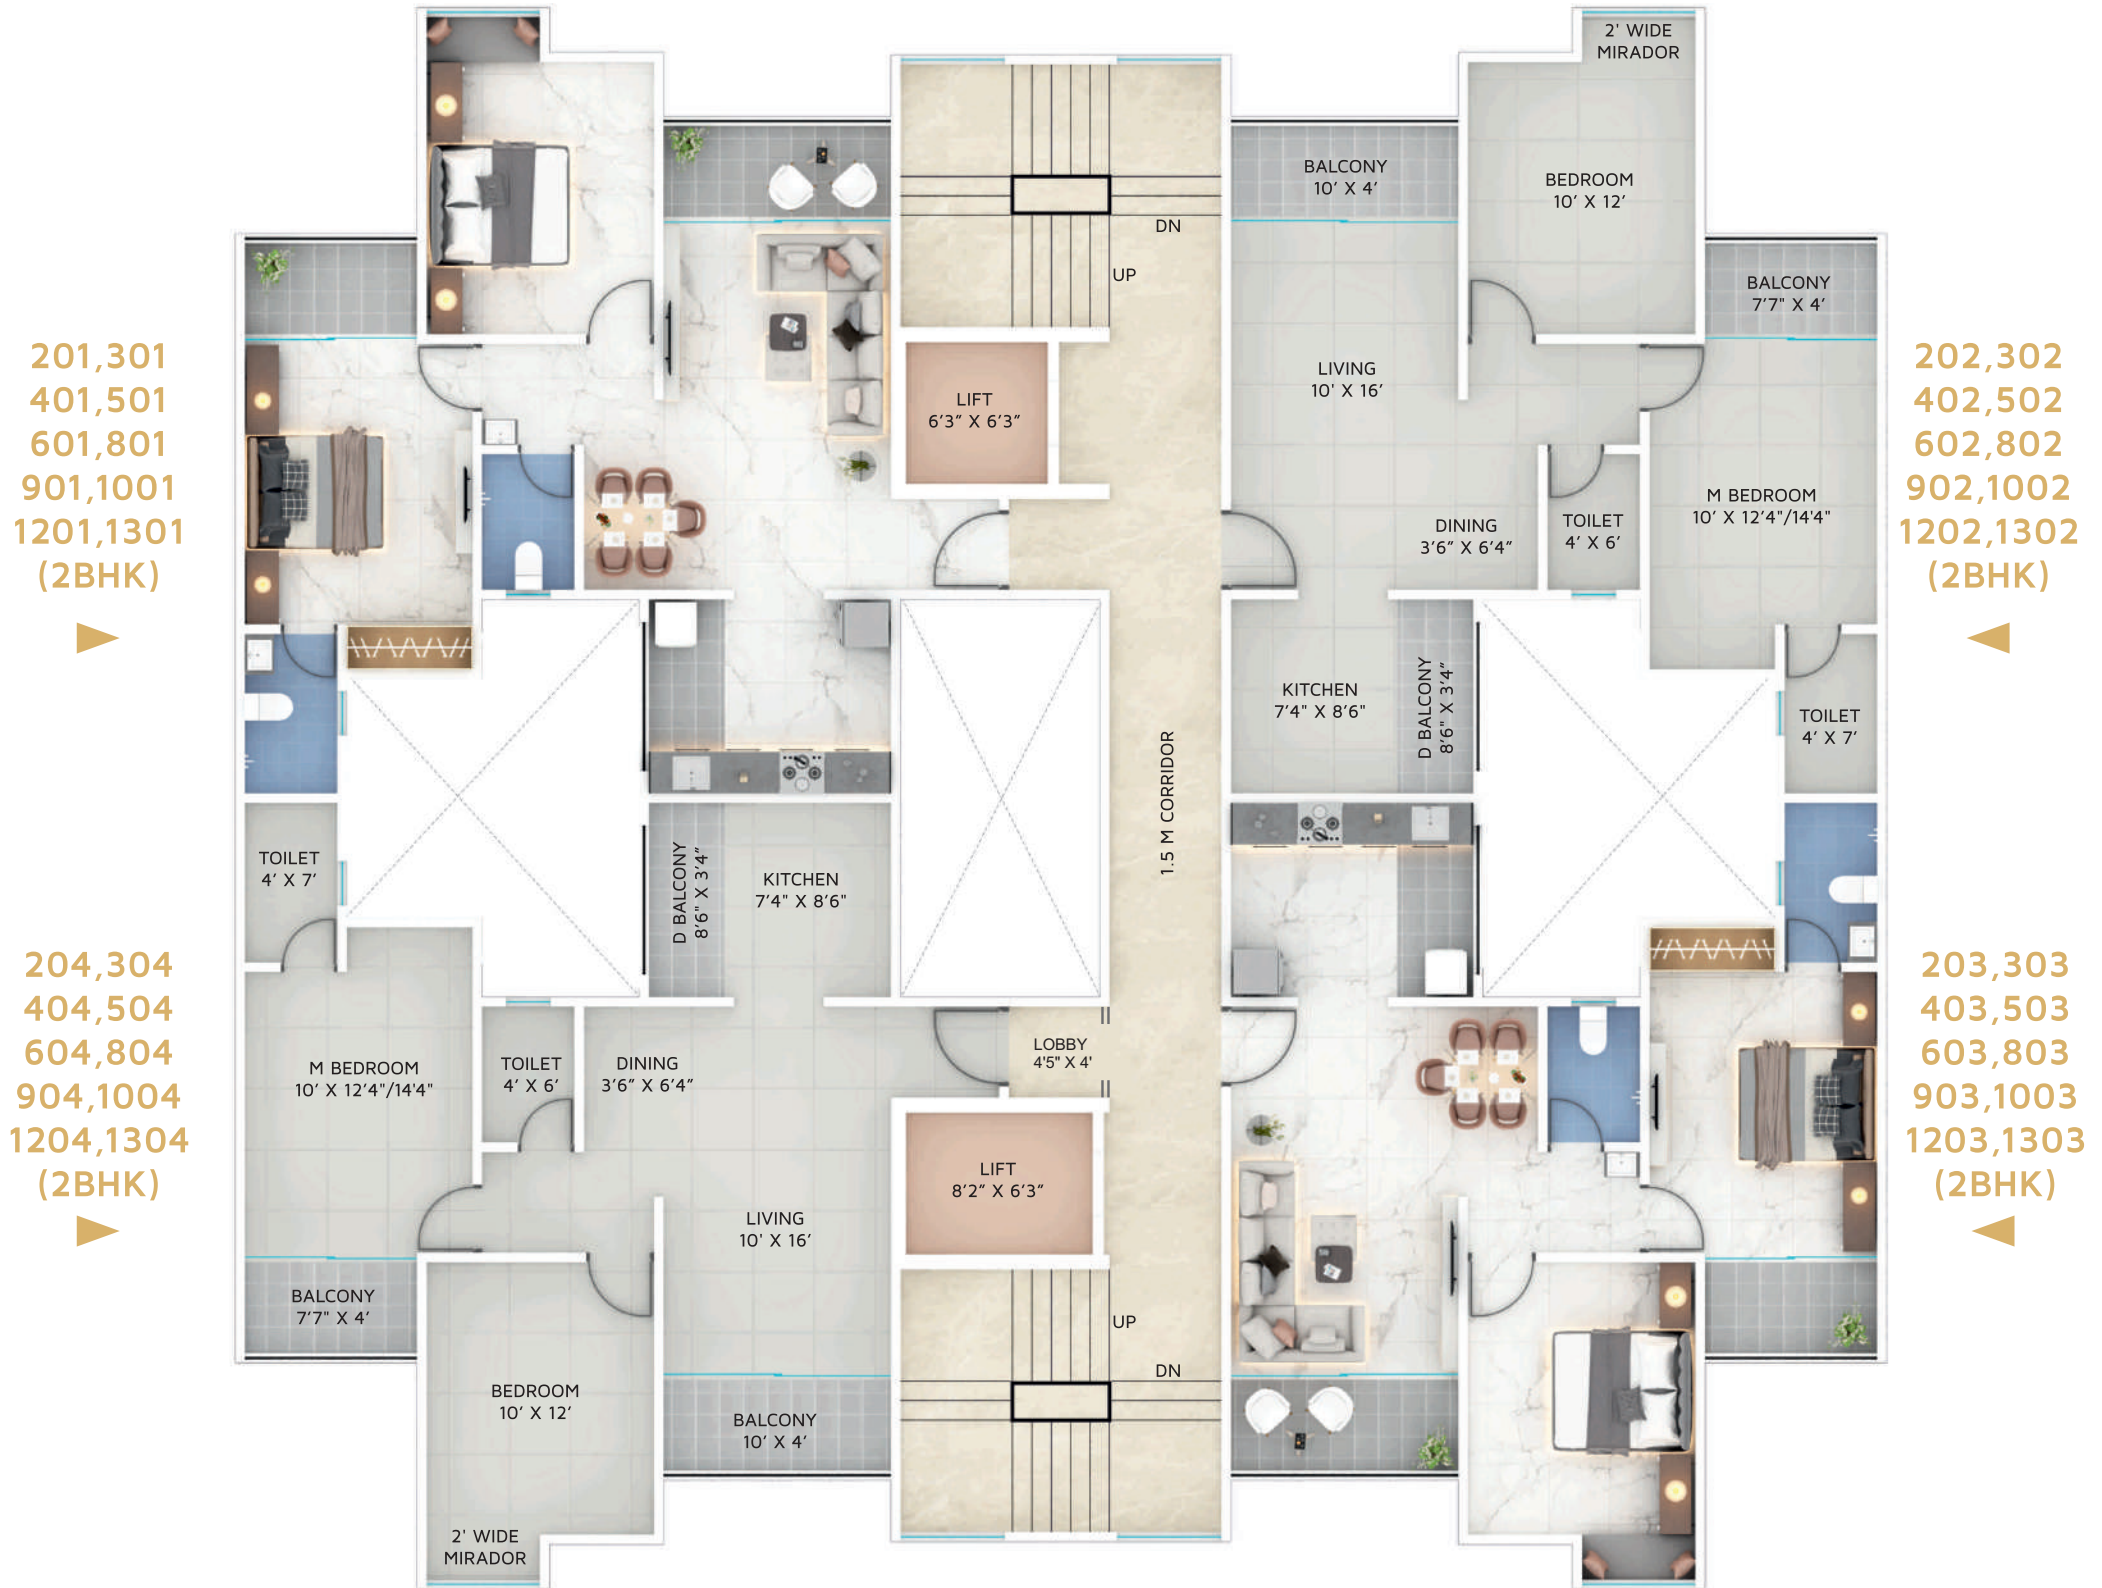 2' WIDE
MIRADOR
BALCONY
10' X 4'
BEDROOM
10' X 12'
DN
UP
BALCONY
7'7" X 4'
201,301
401,501
601,801
901,1001
1201,1301
(2BHK)
LIFT
6'3" X 6'3"
LIVING
10' X 16'
202,302
402,502
602,802
902,1002
1202,1302
(2BHK)
M BEDROOM
10' X 12'4"/14'4"
DINING
3'6" X 6'4"
TOILET
4' X 6'
KITCHEN
7'4" X 8'6"
D BALCONY
8'6" X 3'4"
TOILET
4' X 7'
1.5 M CORRIDOR
TOILET
4' X 7'
D BALCONY
8'6" X 3'4"
KITCHEN
7'4" X 8'6"
204,304
404,504
604,804
904,1004
1204,1304
(2BHK)
M BEDROOM
10' X 12'4"/14'4"
TOILET
4' X 6'
DINING
3'6" X 6'4"
LOBBY
4'5" X 4'
203,303
403,503
603,803
903,1003
1203,1303
(2BHK)
LIFT
8'2" X 6'3"
LIVING
10' X 16'
BALCONY
7'7" X 4'
UP
DN
BEDROOM
10' X 12'
BALCONY
10' X 4'
2' WIDE
MIRADOR